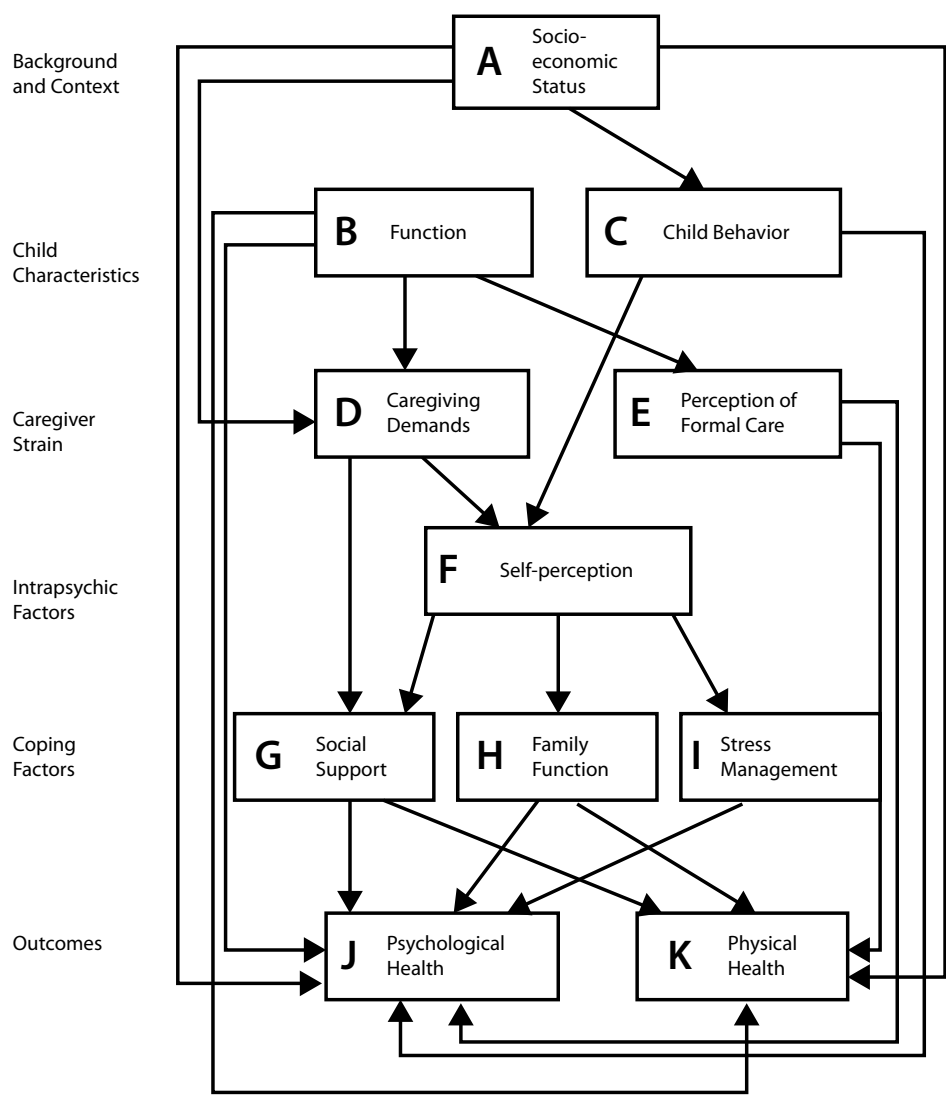 Background
and Context
A
Socio-
economic
Status
Child
Characteristics
B
Function
C
Child Behavior
Caregiver
Strain
D
Caregiving
Demands
E
Perception of
Formal Care
Intrapsychic
Factors
F
Self-perception
Coping
Factors
G
Social
Support
H
Family
Function
I
Stress
Management
Outcomes
J
Psychological
Health
K
Physical
Health